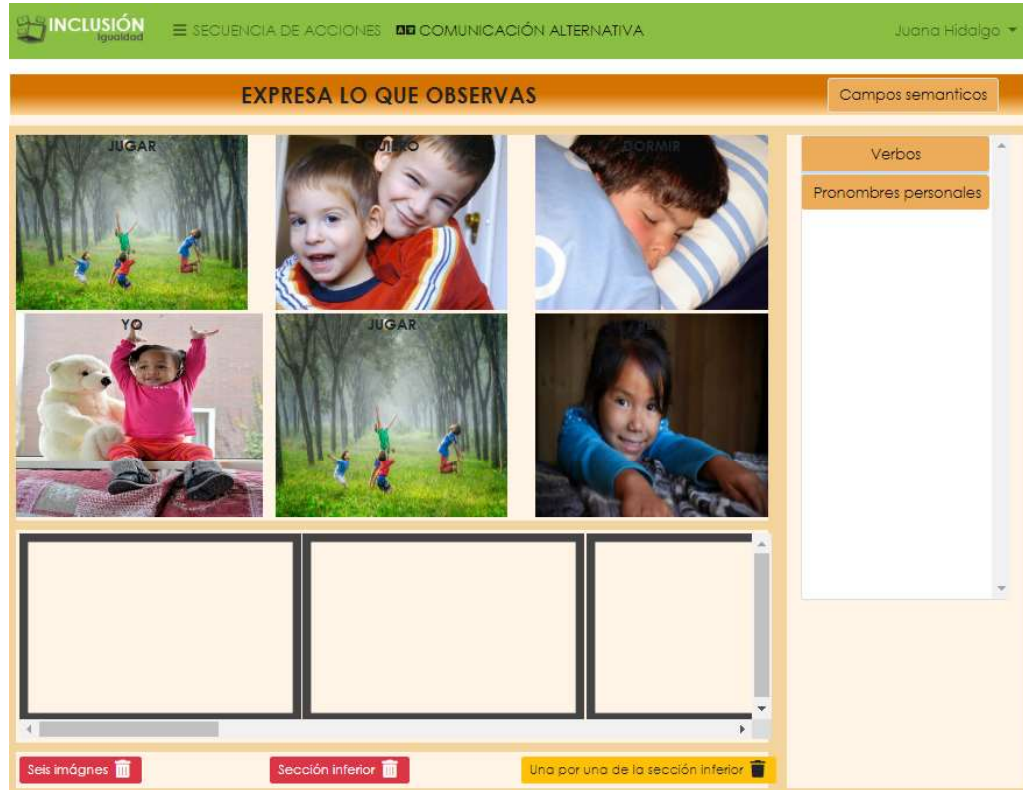 INCLUSIÓN
Igualdad
SECUENCIA DE ACCIONES
COMUNICACIÓN ALTERNATIVA
Juana Hidalgo
EXPRESA LO QUE OBSERVAS
Campos semanticos
JUGAR
QUIERO
DORMIR
YO
JUGAR
Verbos
Pronombres personales
Seis imágnes
Sección inferior
Una por una de la sección inferior